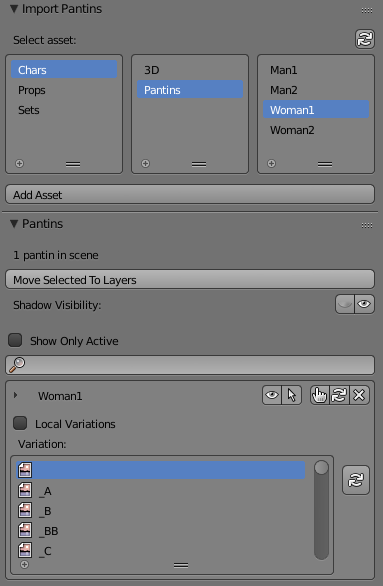 Import Pantins
Select asset:
Chars 3D Man1
Props Pantins Man2
Sets Woman1
Woman2
Add Asset
Pantins
1 pantin in scene
Move Selected To Layers
Shadow Visibility:
Show Only Active
Woman1
Local Variations
Variation:
_A
_B
_BB
_C